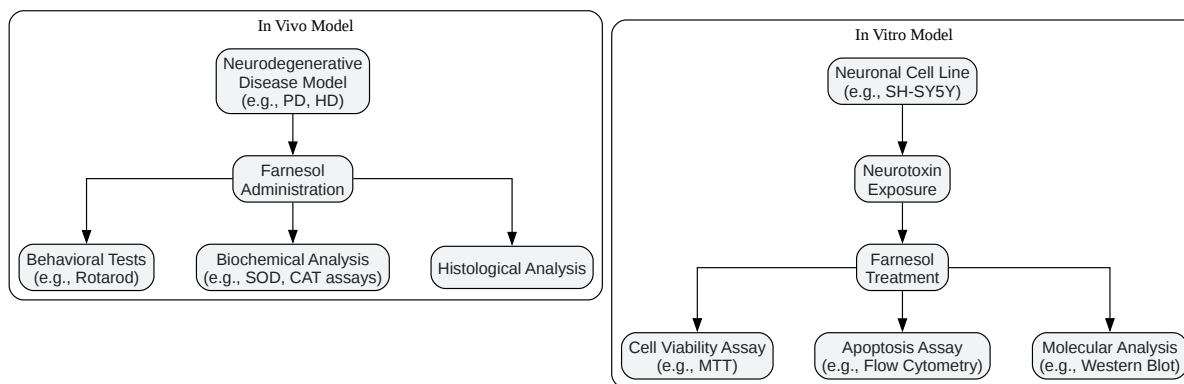 In Vivo Model
Neurodegenerative
Disease Model
(e.g., PD, HD)
Farnesol
Administration
Behavioral Tests
(e.g., Rotarod)
Biochemical Analysis
(e.g., SOD, CAT assays)
Histological Analysis
In Vitro Model
Neuronal Cell Line
(e.g., SH-SY5Y)
Neurotoxin
Exposure
Farnesol
Treatment
Cell Viability Assay
(e.g., MTT)
Apoptosis Assay
(e.g., Flow Cytometry)
Molecular Analysis
(e.g., Western Blot)